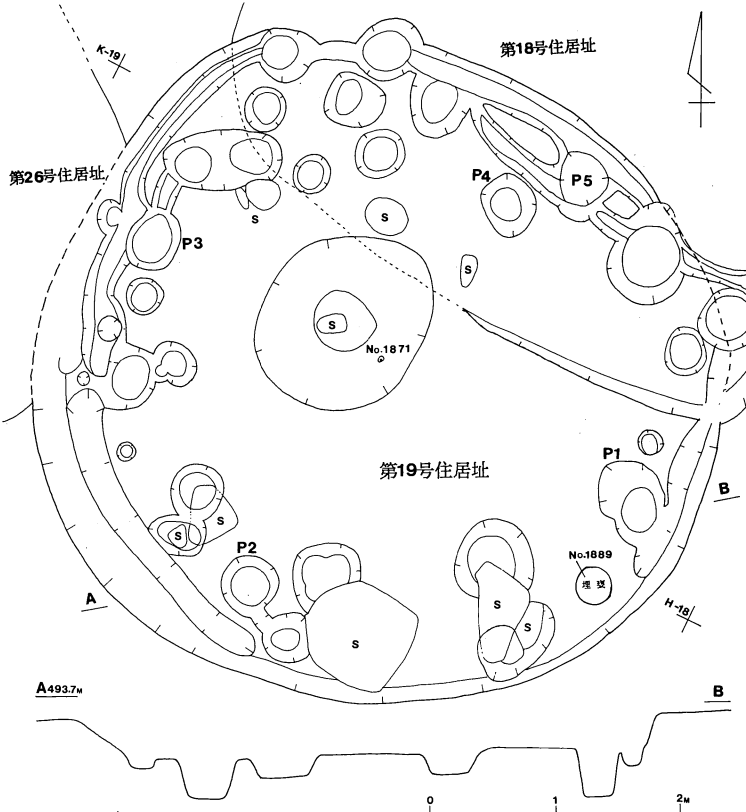 K-19
第18号住居址
第26号住居址
P4
P5
S
S
P3
S
S
No.1871
第19号住居址
P1
B
S
S
P2
No.1889
埋甕
A
S
S
S
H-18
A 493.7M
B
0 1 2M